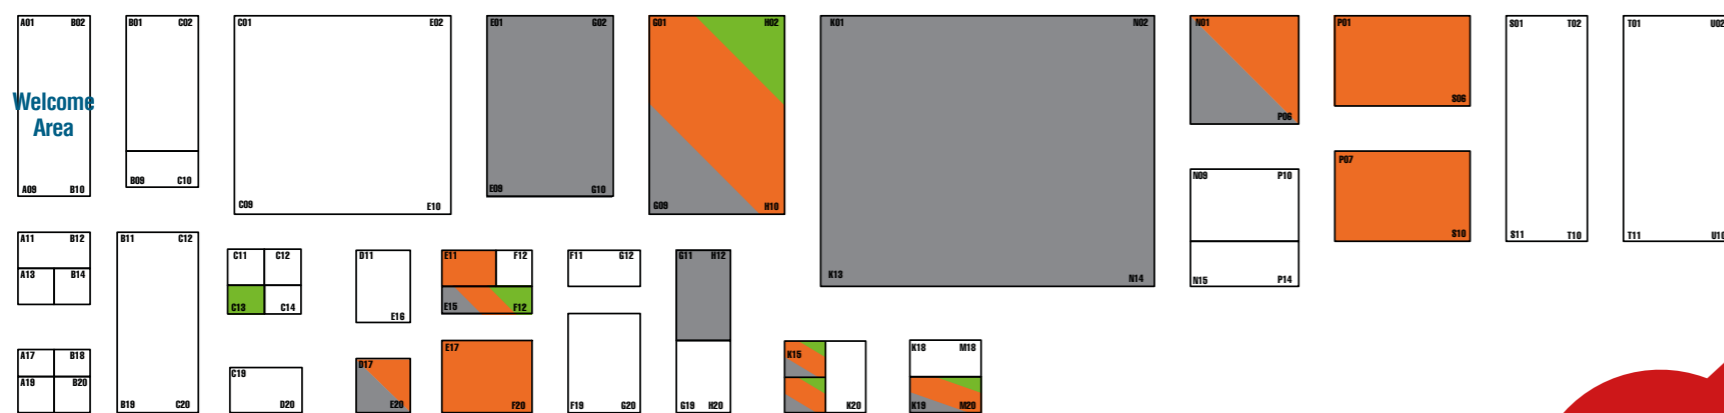 A01 B02 B01 C02 C01 E02 E01 G02 G01 H02 K01 N02 N01 P01 S01 T02 T01 U02
Welcome
Area
S06
P06
P07
N09 P10
B09 C10
A09 B10 E09 G10
C09 E10 G09 H10
A11 B12 B11 C12 S10 S11 T10 T11 U10
C11 C12 D11 E11 F12 F11 G12 G11 H12
A13 B14 K13 N14 N15 P14
C13 C14 E15 F12
E16
A17 B18 E17 K15 K18 M18
D17
C19
A19 B20
B19 C20 D20 E20 F20 F19 G20 G19 H20 K20 K19 M20